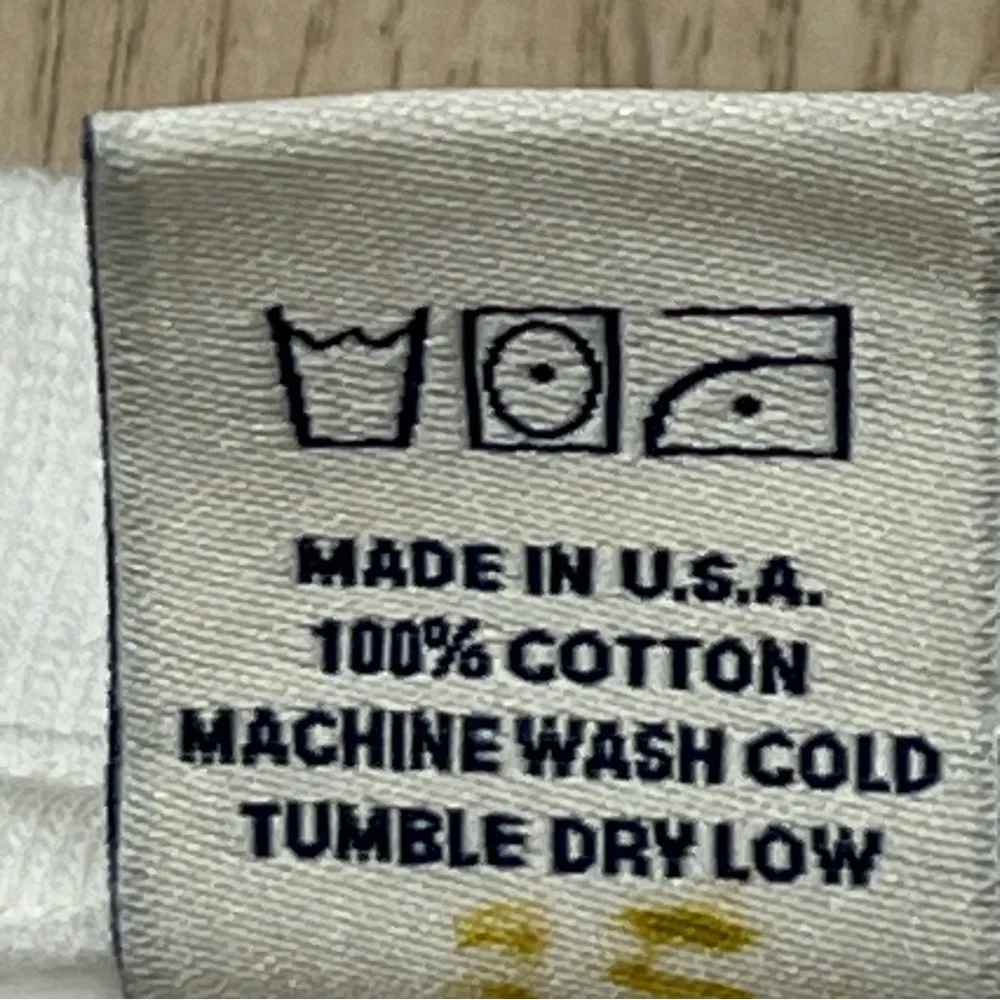 MADE IN U.S.A.
100% COTTON
MACHINE WASH COLD
TUMBLE DRY LOW